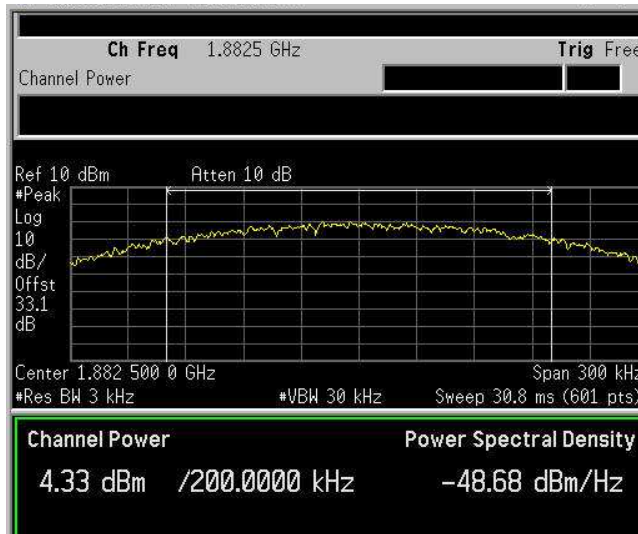 Ch Freq 1.8825 GHz Trig Free
Channel Power
Ref 10 dBm Atten 10 dB
#Peak
Log
10
dB/
Offst
33.1
dB
Center 1.882 500 0 GHz Span 300 kHz
#Res BW 3 kHz #VBW 30 kHz Sweep 30.8 ms (601 pts)
Channel Power Power Spectral Density
4.33 dBm /200.0000 kHz -48.68 dBm/Hz